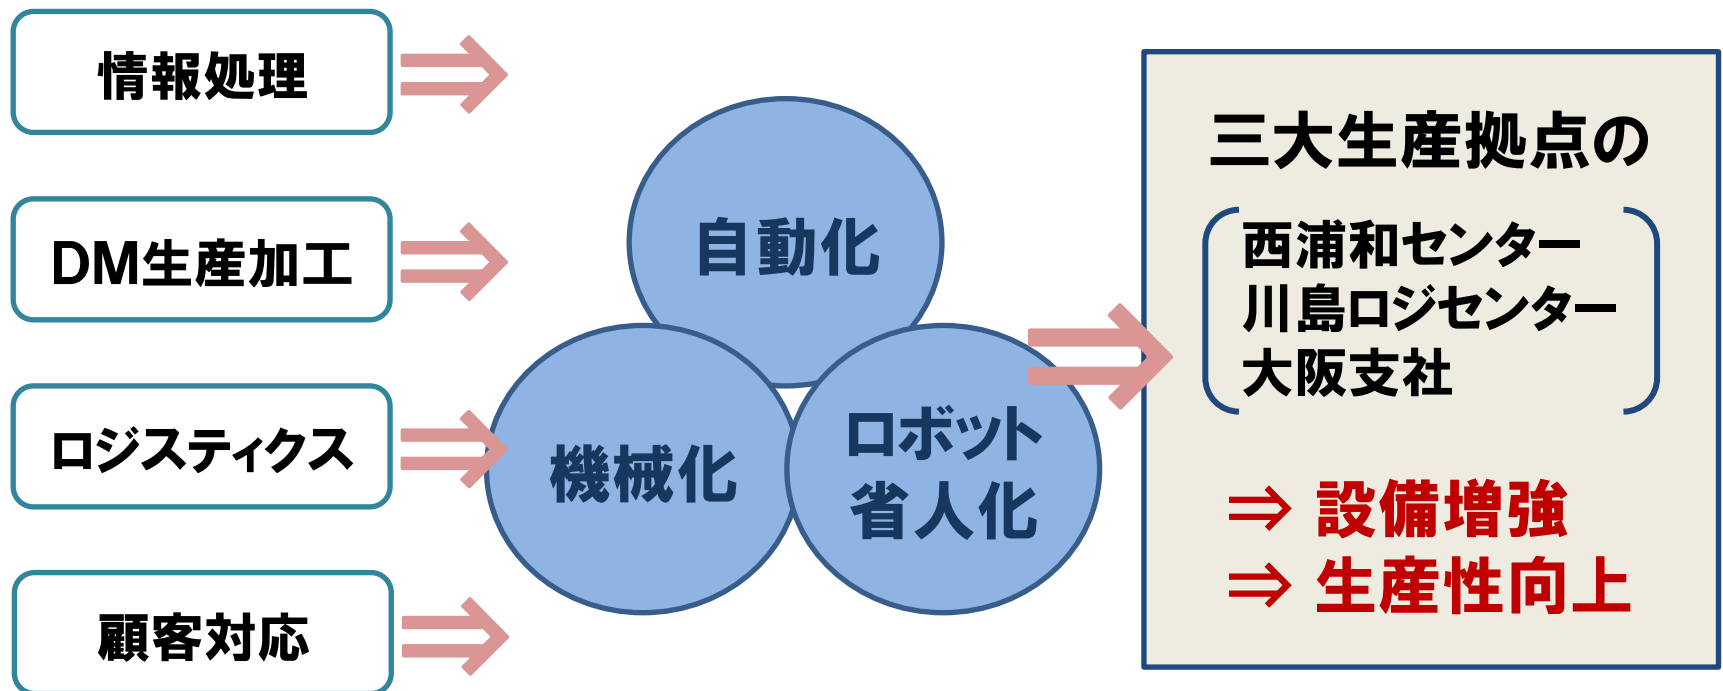 情報処理
DM生産加工
ロジスティクス
顧客対応
自動化
機械化
ロボット
省人化
三大生産拠点の
西浦和センター
川島ロジセンター
大阪支社
⇒ 設備増強
⇒ 生産性向上